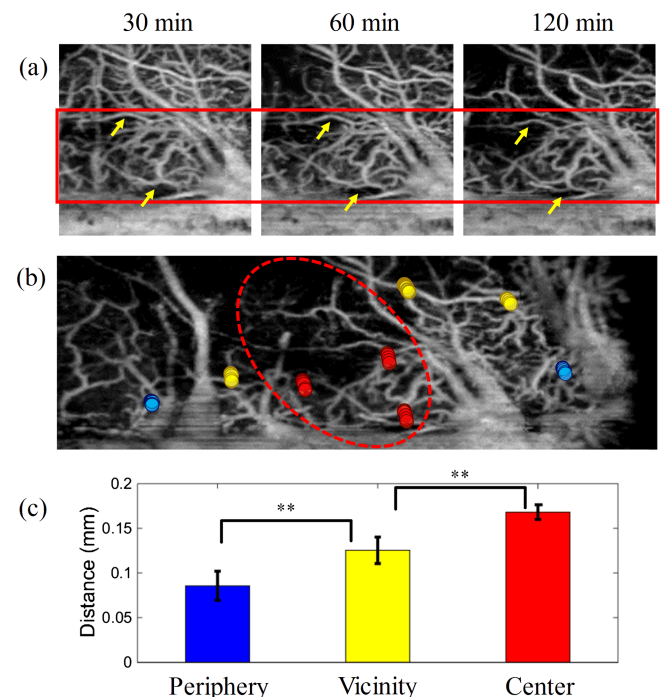 30 min 60 min 120 min
(a)
(b)
(c)
Distance (mm)
0.2
0.15
0.1
0.05
0
**
**
Periphery Vicinity Center